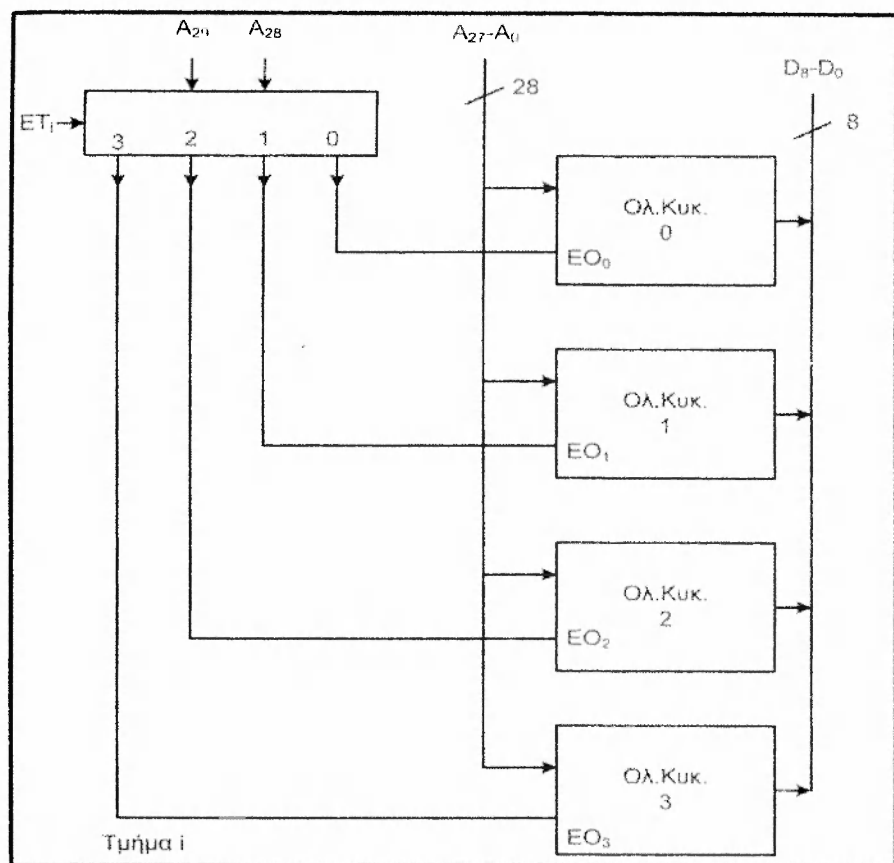 A₂₉ A₂₈ A₂₇-A₀
D₈-D₀
28
8
ETᵢ
3 2 1 0
Ολ.Κυκ.
0
EO₀
Ολ.Κυκ.
1
EO₁
Ολ.Κυκ.
2
EO₂
Ολ.Κυκ.
3
EO₃
Τμήμα i